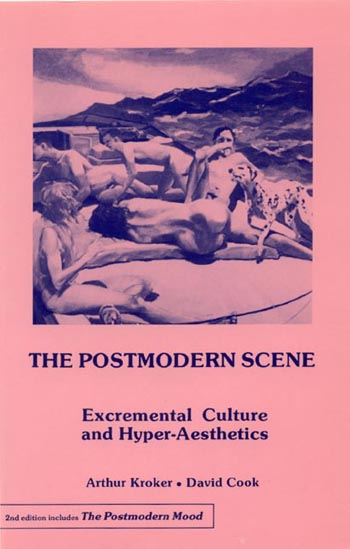 THE POSTMODERN SCENE
Excremental Culture
and Hyper-Aesthetics
Arthur Kroker • David Cook
2nd edition includes The Postmodern Mood